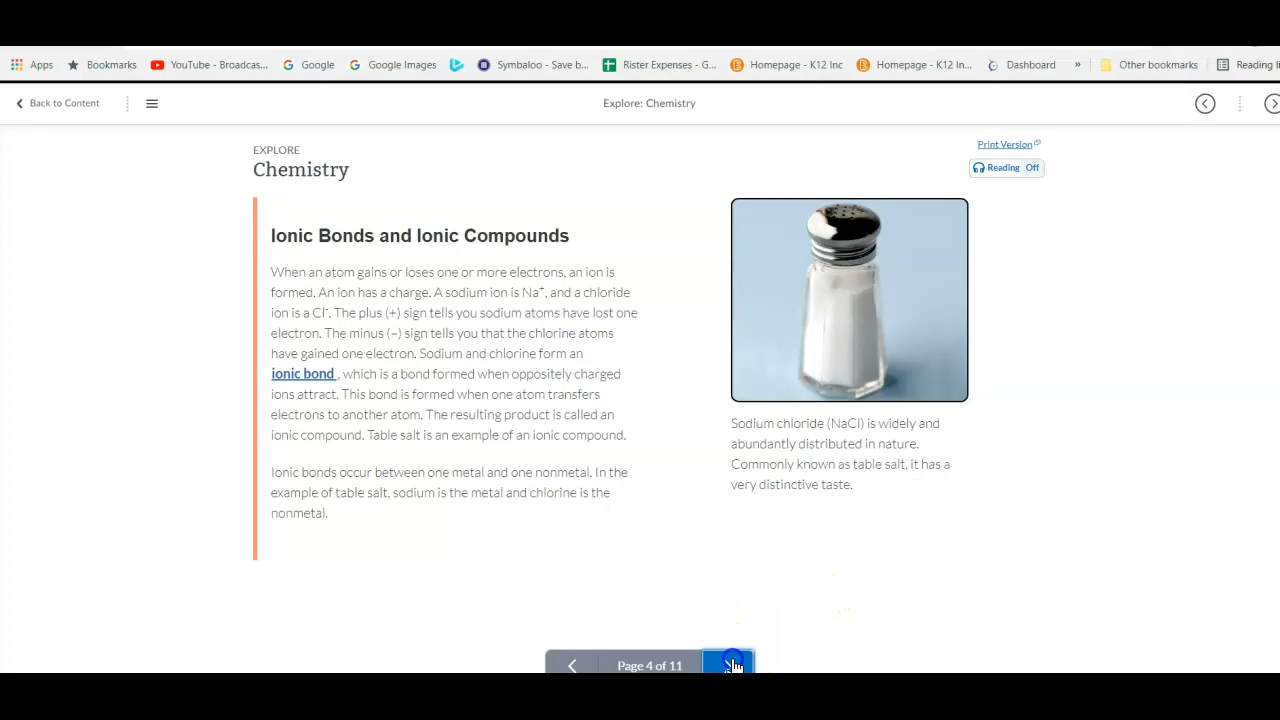 Apps Bookmarks YouTube - Broadcas... Google Google Images Symbaloo - Save b... Rister Expenses - G... Homepage - K12 Inc Homepage - K12 In... Dashboard » Other bookmarks Reading li
Back to Content Explore: Chemistry
Print Version
EXPLORE
Chemistry
Reading Off
Ionic Bonds and Ionic Compounds
When an atom gains or loses one or more electrons, an ion is
formed. An ion has a charge. A sodium ion is Na⁺, and a chloride
ion is a Cl⁻. The plus (+) sign tells you sodium atoms have lost one
electron. The minus (–) sign tells you that the chlorine atoms
have gained one electron. Sodium and chlorine form an
ionic bond , which is a bond formed when oppositely charged
ions attract. This bond is formed when one atom transfers
electrons to another atom. The resulting product is called an
ionic compound. Table salt is an example of an ionic compound.
Ionic bonds occur between one metal and one nonmetal. In the
example of table salt, sodium is the metal and chlorine is the
nonmetal.
Sodium chloride (NaCl) is widely and
abundantly distributed in nature.
Commonly known as table salt, it has a
very distinctive taste.
Page 4 of 11